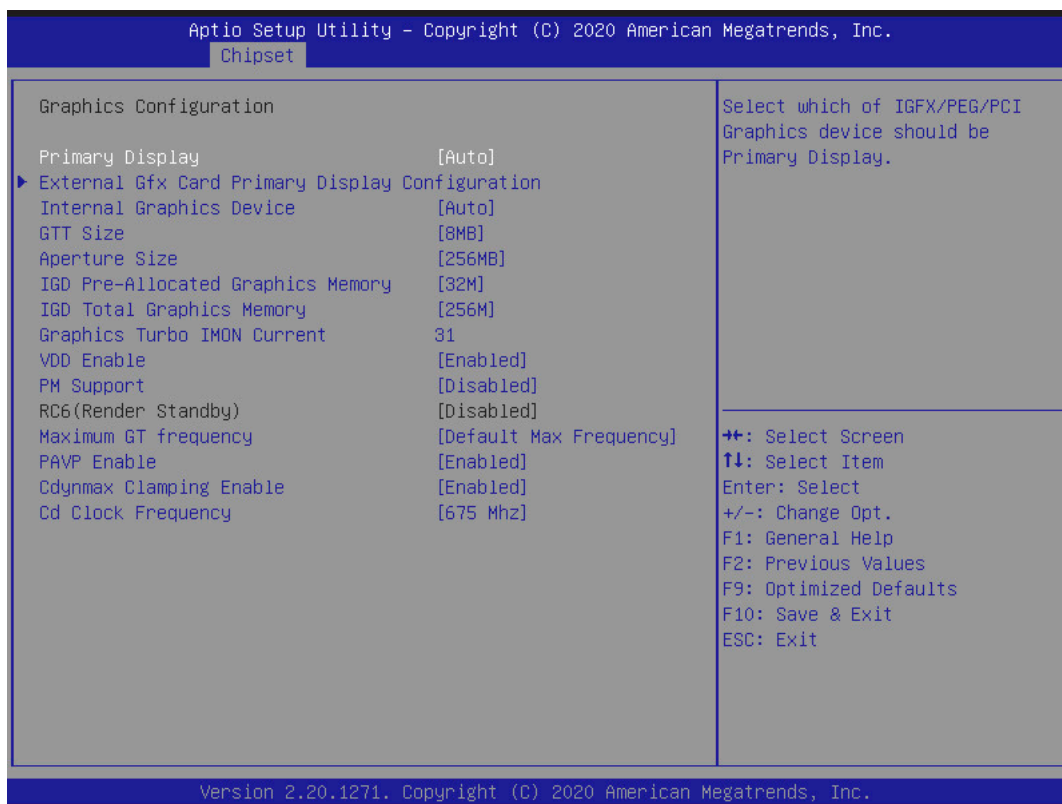 Aptio Setup Utility – Copyright (C) 2020 American Megatrends, Inc.
Chipset
Graphics Configuration
Primary Display [Auto]
External Gfx Card Primary Display Configuration
Internal Graphics Device [Auto]
GTT Size [8MB]
Aperture Size [256MB]
IGD Pre-Allocated Graphics Memory [32M]
IGD Total Graphics Memory [256M]
Graphics Turbo IMON Current 31
VDD Enable [Enabled]
PM Support [Disabled]
RC6(Render Standby) [Disabled]
Maximum GT frequency [Default Max Frequency]
PAVP Enable [Enabled]
Cdynmax Clamping Enable [Enabled]
Cd Clock Frequency [675 Mhz]
Select which of IGFX/PEG/PCI
Graphics device should be
Primary Display.
→←: Select Screen
↑↓: Select Item
Enter: Select
+/-: Change Opt.
F1: General Help
F2: Previous Values
F9: Optimized Defaults
F10: Save & Exit
ESC: Exit
Version 2.20.1271. Copyright (C) 2020 American Megatrends, Inc.